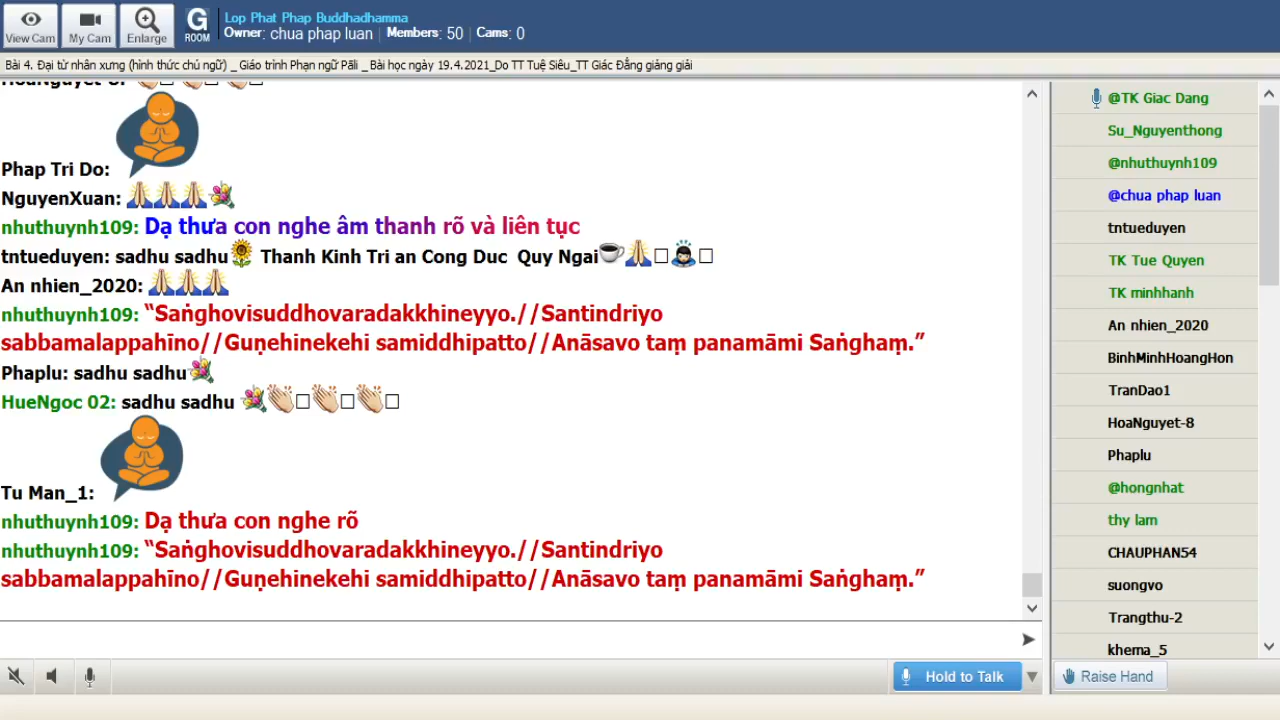 View Cam
My Cam
Enlarge
G
ROOM
Lop Phat Phap Buddhadhamma
Owner: chua phap luan Members: 50 Cams: 0
Bài 4. Đại từ nhân xưng (hình thức chủ ngữ) _ Giáo trình Phạn ngữ Pāli _ Bài học ngày 19.4.2021_Do TT Tuệ Siêu_TT Giác Đẳng giảng giải
Phap Tri Do:
NguyenXuan: 🙏🙏🙏💐
nhuthuynh109: Dạ thưa con nghe âm thanh rõ và liên tục
tntueduyen: sadhu sadhu🌻 Thanh Kinh Tri an Cong Duc Quy Ngai☕🙏□🙇□
An nhien_2020: 🙏🙏🙏
nhuthuynh109: “Saṅghovisuddhovaradakkhineyyo.//Santindriyo
sabbamalappahīno//Guṇehinekehi samiddhipatto//Anāsavo taṃ panamāmi Saṅghaṃ.”
Phaplu: sadhu sadhu💐
HueNgoc 02: sadhu sadhu 💐👏□👏□👏□
Tu Man_1:
nhuthuynh109: Dạ thưa con nghe rõ
nhuthuynh109: “Saṅghovisuddhovaradakkhineyyo.//Santindriyo
sabbamalappahīno//Guṇehinekehi samiddhipatto//Anāsavo taṃ panamāmi Saṅghaṃ.”
Hold to Talk
@TK Giac Dang
Su_Nguyenthong
@nhuthuynh109
@chua phap luan
tntueduyen
TK Tue Quyen
TK minhhanh
An nhien_2020
BinhMinhHoangHon
TranDao1
HoaNguyet-8
Phaplu
@hongnhat
thy lam
CHAUPHAN54
suongvo
Trangthu-2
khema_5
Raise Hand